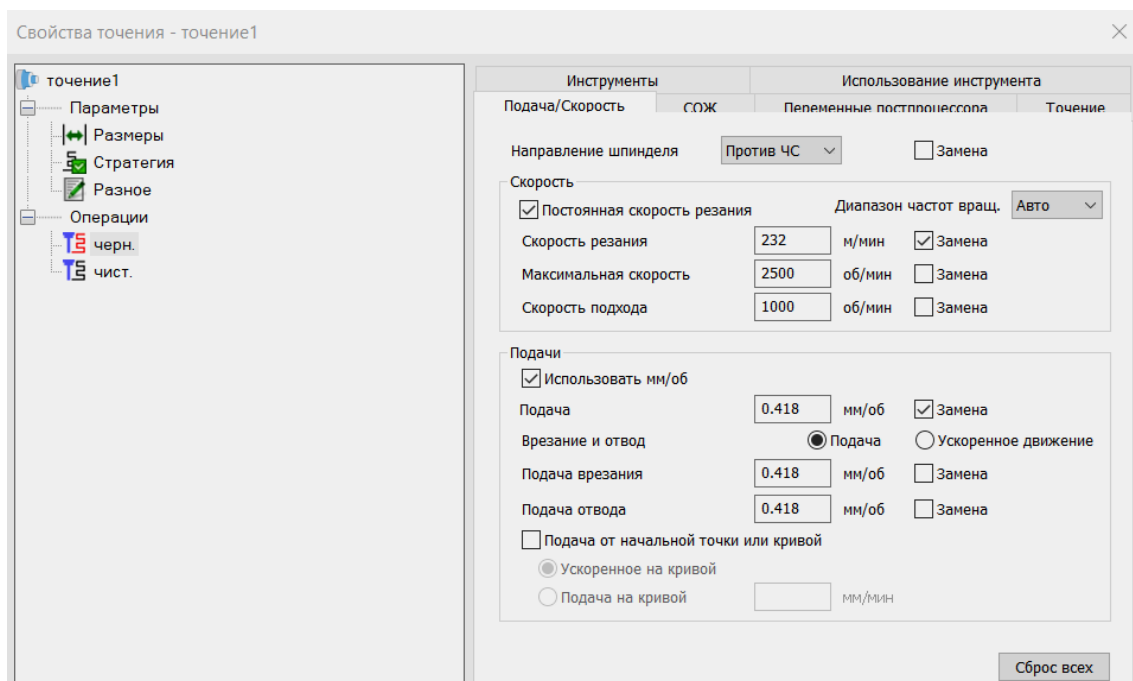 Свойства точения - точение1
точение1
Параметры
Размеры
Стратегия
Разное
Операции
черн.
чист.
Инструменты Использование инструмента
Подача/Скорость СОЖ Переменные постпроцессора Точение
Направление шпинделя Против ЧС Замена
Скорость
Постоянная скорость резания Диапазон частот вращ. Авто
Скорость резания 232 м/мин Замена
Максимальная скорость 2500 об/мин Замена
Скорость подхода 1000 об/мин Замена
Подачи
Использовать мм/об
Подача 0.418 мм/об Замена
Врезание и отвод Подача Ускоренное движение
Подача врезания 0.418 мм/об Замена
Подача отвода 0.418 мм/об Замена
Подача от начальной точки или кривой
Ускоренное на кривой
Подача на кривой мм/мин
Сброс всех